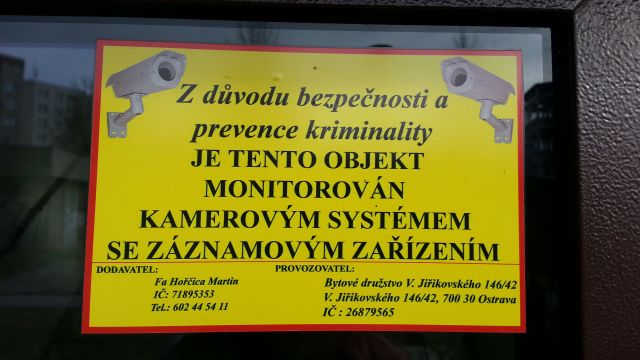 Z důvodu bezpečnosti a
prevence kriminality
JE TENTO OBJEKT
MONITOROVÁN
KAMEROVÝM SYSTÉMEM
SE ZÁZNAMOVÝM ZAŘÍZENÍM
DODAVATEL:
Fa Hořčica Martin
IČ: 71895353
Tel.: 602 44 54 11
PROVOZOVATEL:
Bytové družstvo V. Jiřikovského 146/42
V. Jiřikovského 146/42, 700 30 Ostrava
IČ : 26879565